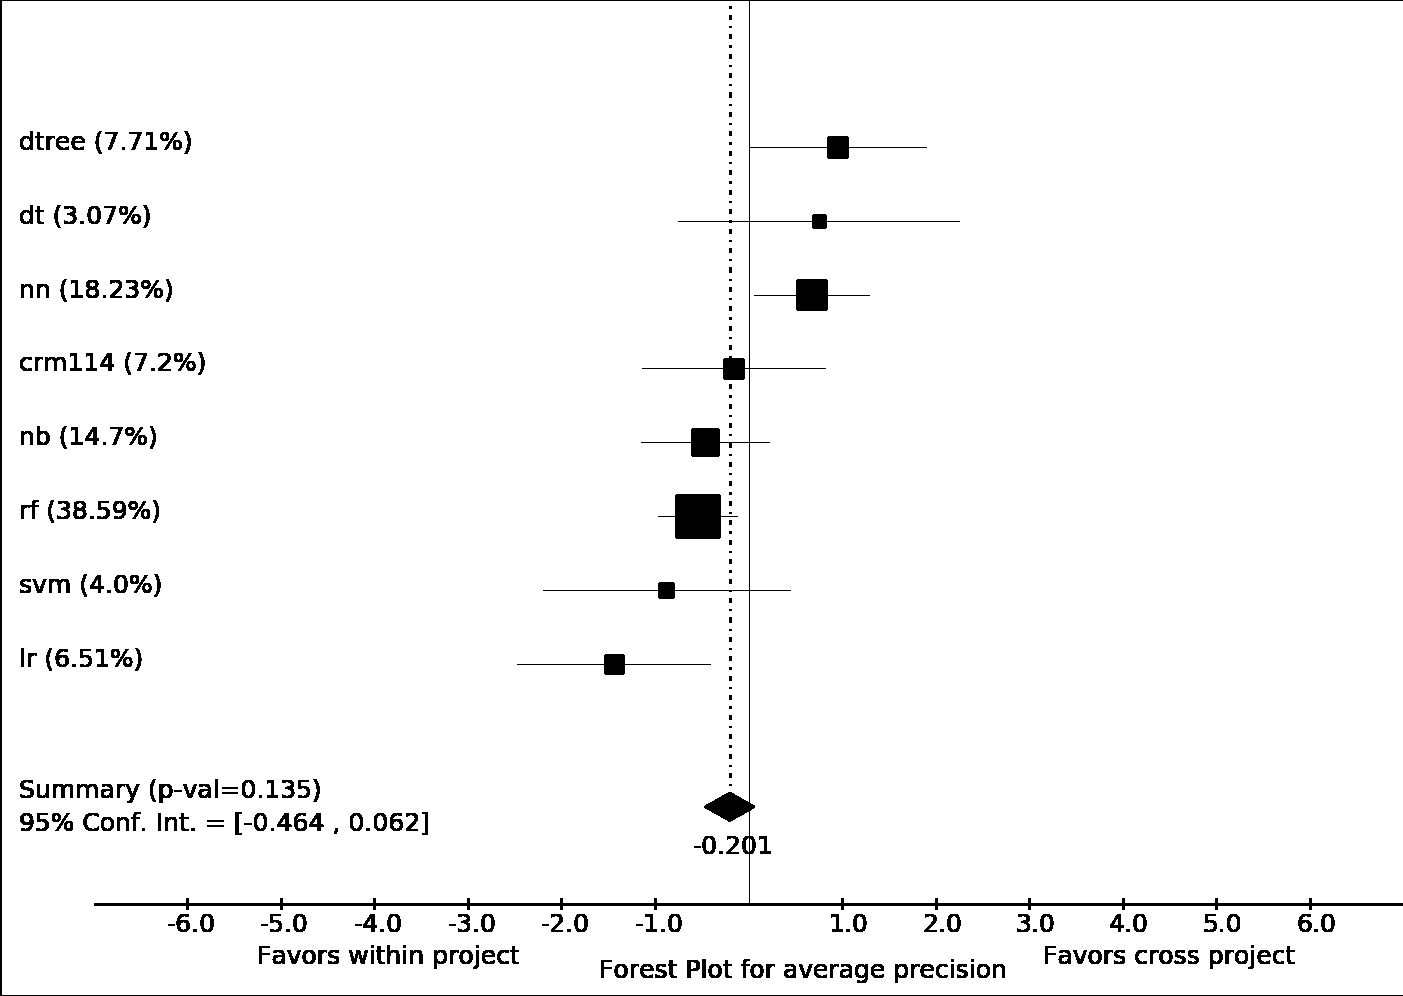 dtree (7.71%)
dt (3.07%)
nn (18.23%)
crm114 (7.2%)
nb (14.7%)
rf (38.59%)
svm (4.0%)
lr (6.51%)
Summary (p-val=0.135)
95% Conf. Int. = [-0.464 , 0.062]
-0.201
-6.0 -5.0 -4.0 -3.0 -2.0 -1.0 1.0 2.0 3.0 4.0 5.0 6.0
Favors within project Favors cross project
Forest Plot for average precision